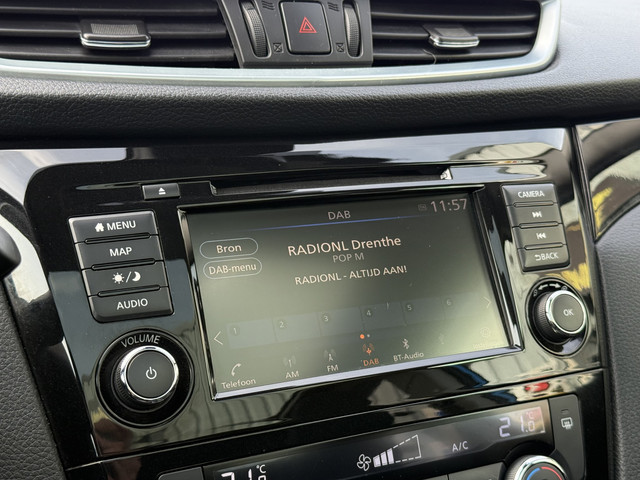 DAB
11:57
CAMERA
MENU
Bron
RADIONL Drenthe
POP M
DAB-menu
MAP
RADIONL - ALTIJD AAN!
BACK
AUDIO
1 2 3 4 5 6
OK
VOLUME
Telefoon
AM
FM
DAB
BT-Audio
A/C
21.0
°C